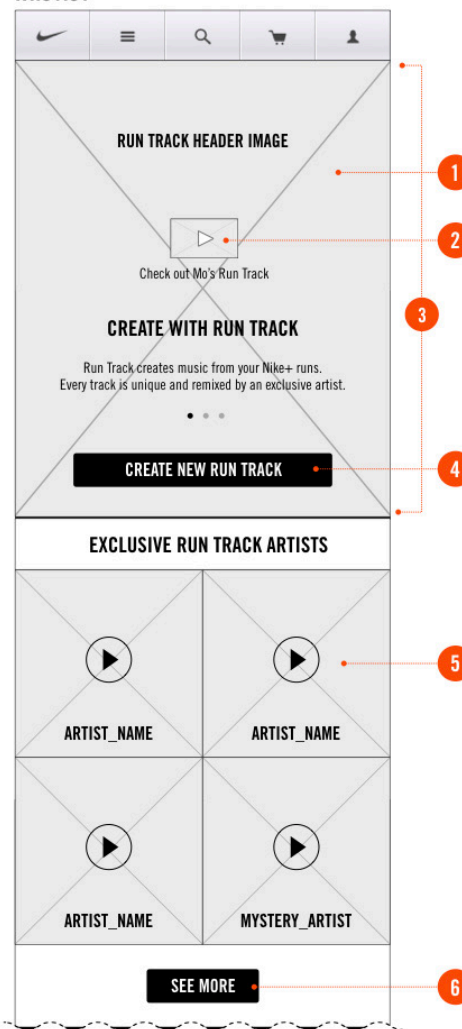 RUN TRACK HEADER IMAGE
1
2
Check out Mo's Run Track
3
CREATE WITH RUN TRACK
Run Track creates music from your Nike+ runs.
Every track is unique and remixed by an exclusive artist.
CREATE NEW RUN TRACK
4
EXCLUSIVE RUN TRACK ARTISTS
5
ARTIST_NAME
ARTIST_NAME
ARTIST_NAME
MYSTERY_ARTIST
SEE MORE
6